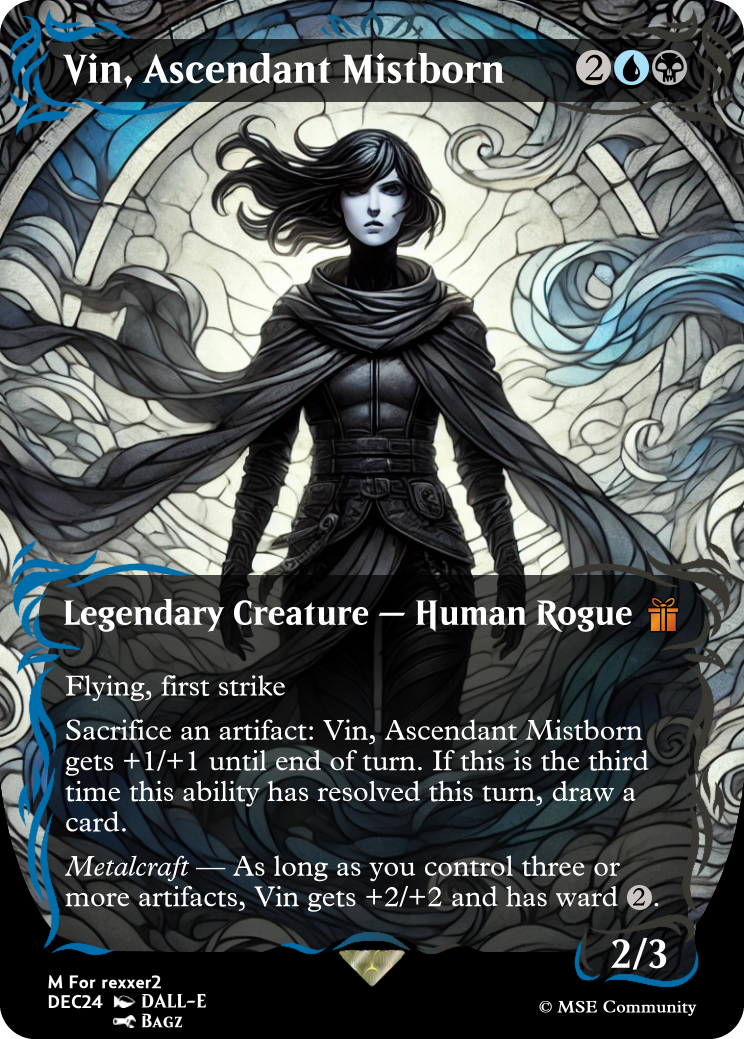 Vin, Ascendant Mistborn 2
Legendary Creature — Human Rogue
Flying, first strike
Sacrifice an artifact: Vin, Ascendant Mistborn
gets +1/+1 until end of turn. If this is the third
time this ability has resolved this turn, draw a
card.
Metalcraft — As long as you control three or
more artifacts, Vin gets +2/+2 and has ward 2.
2/3
M For rexxer2
DEC24 DALL-E
Bagz
© MSE Community